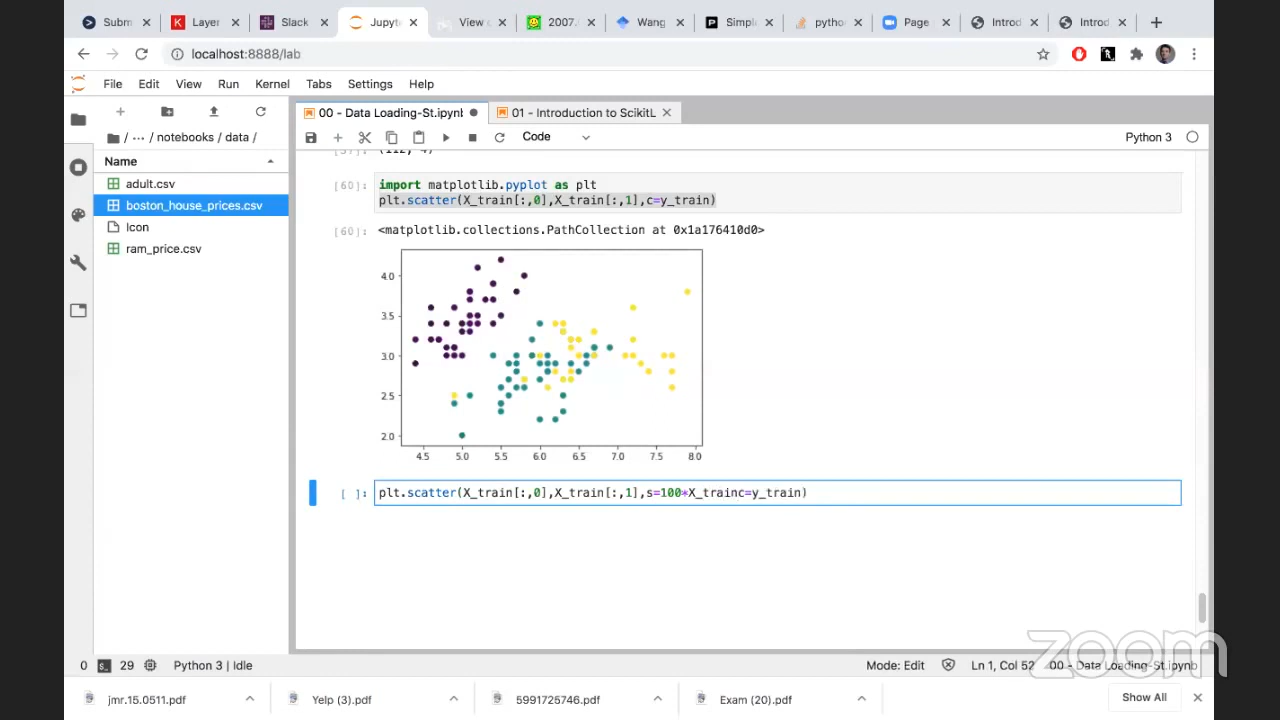 Subm
Layer
Slack
Jupyt
View
2007.
Wang
Simpl
pytho
Page
Introd
Introd
localhost:8888/lab
File Edit View Run Kernel Tabs Settings Help
00 - Data Loading-St.ipynb
01 - Introduction to ScikitL
/ ··· / notebooks / data /
Code
Python 3
Name
adult.csv
boston_house_prices.csv
Icon
ram_price.csv
[60]: import matplotlib.pyplot as plt
plt.scatter(X_train[:,0],X_train[:,1],c=y_train)
[60]: <matplotlib.collections.PathCollection at 0x1a176410d0>
4.0
3.5
3.0
2.5
2.0
4.5 5.0 5.5 6.0 6.5 7.0 7.5 8.0
[ ]: plt.scatter(X_train[:,0],X_train[:,1],s=100*X_trainc=y_train)
zoom
0 29 Python 3 | Idle
Mode: Edit Ln 1, Col 52 00 - Data Loading-St.ipynb
jmr.15.0511.pdf
Yelp (3).pdf
5991725746.pdf
Exam (20).pdf
Show All